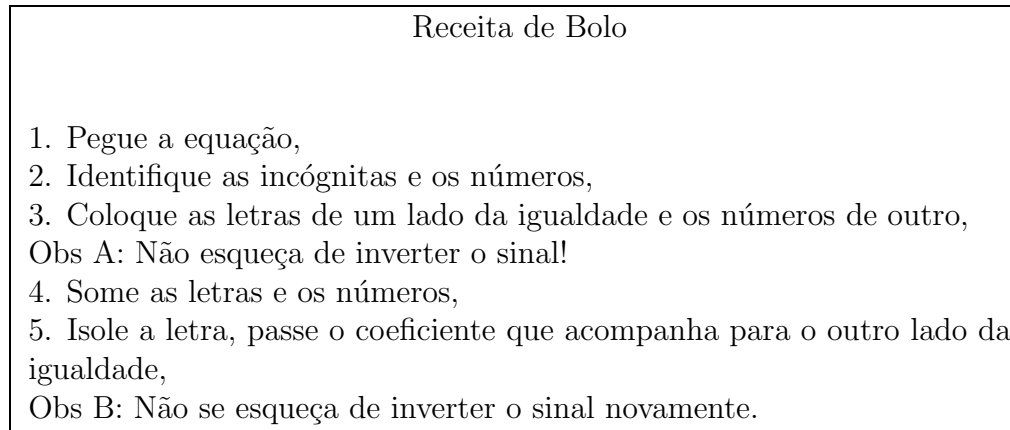 Receita de Bolo
1. Pegue a equação,
2. Identifique as incógnitas e os números,
3. Coloque as letras de um lado da igualdade e os números de outro,
Obs A: Não esqueça de inverter o sinal!
4. Some as letras e os números,
5. Isole a letra, passe o coeficiente que acompanha para o outro lado da
igualdade,
Obs B: Não se esqueça de inverter o sinal novamente.